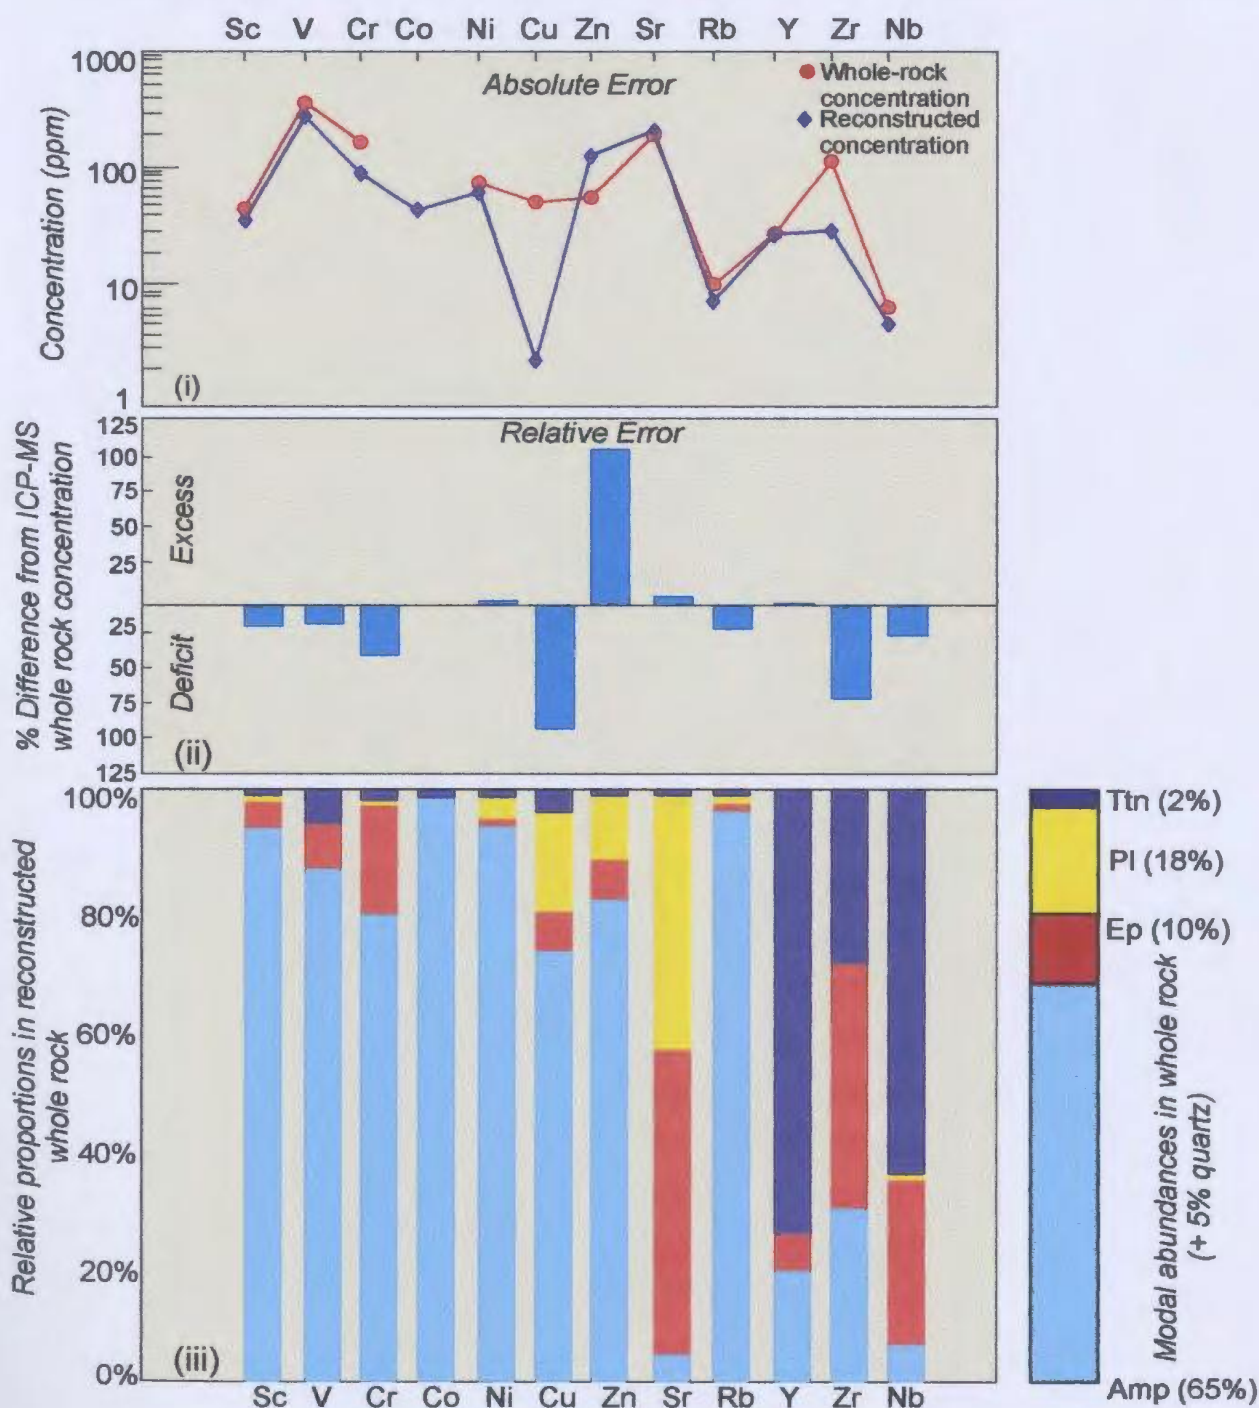 Sc V Cr Co Ni Cu Zn Sr Rb Y Zr Nb
Absolute Error
Whole-rock
concentration
Reconstructed
concentration
Concentration (ppm)
1000
100
10
1
(i)
Relative Error
% Difference from ICP-MS
whole rock concentration
Excess
Deficit
125
100
75
50
25
25
50
75
100
125
(ii)
Relative proportions in reconstructed
whole rock
100%
80%
60%
40%
20%
0%
(iii)
Sc V Cr Co Ni Cu Zn Sr Rb Y Zr Nb
Ttn (2%)
Pl (18%)
Ep (10%)
Amp (65%)
Modal abundances in whole rock
(+ 5% quartz)